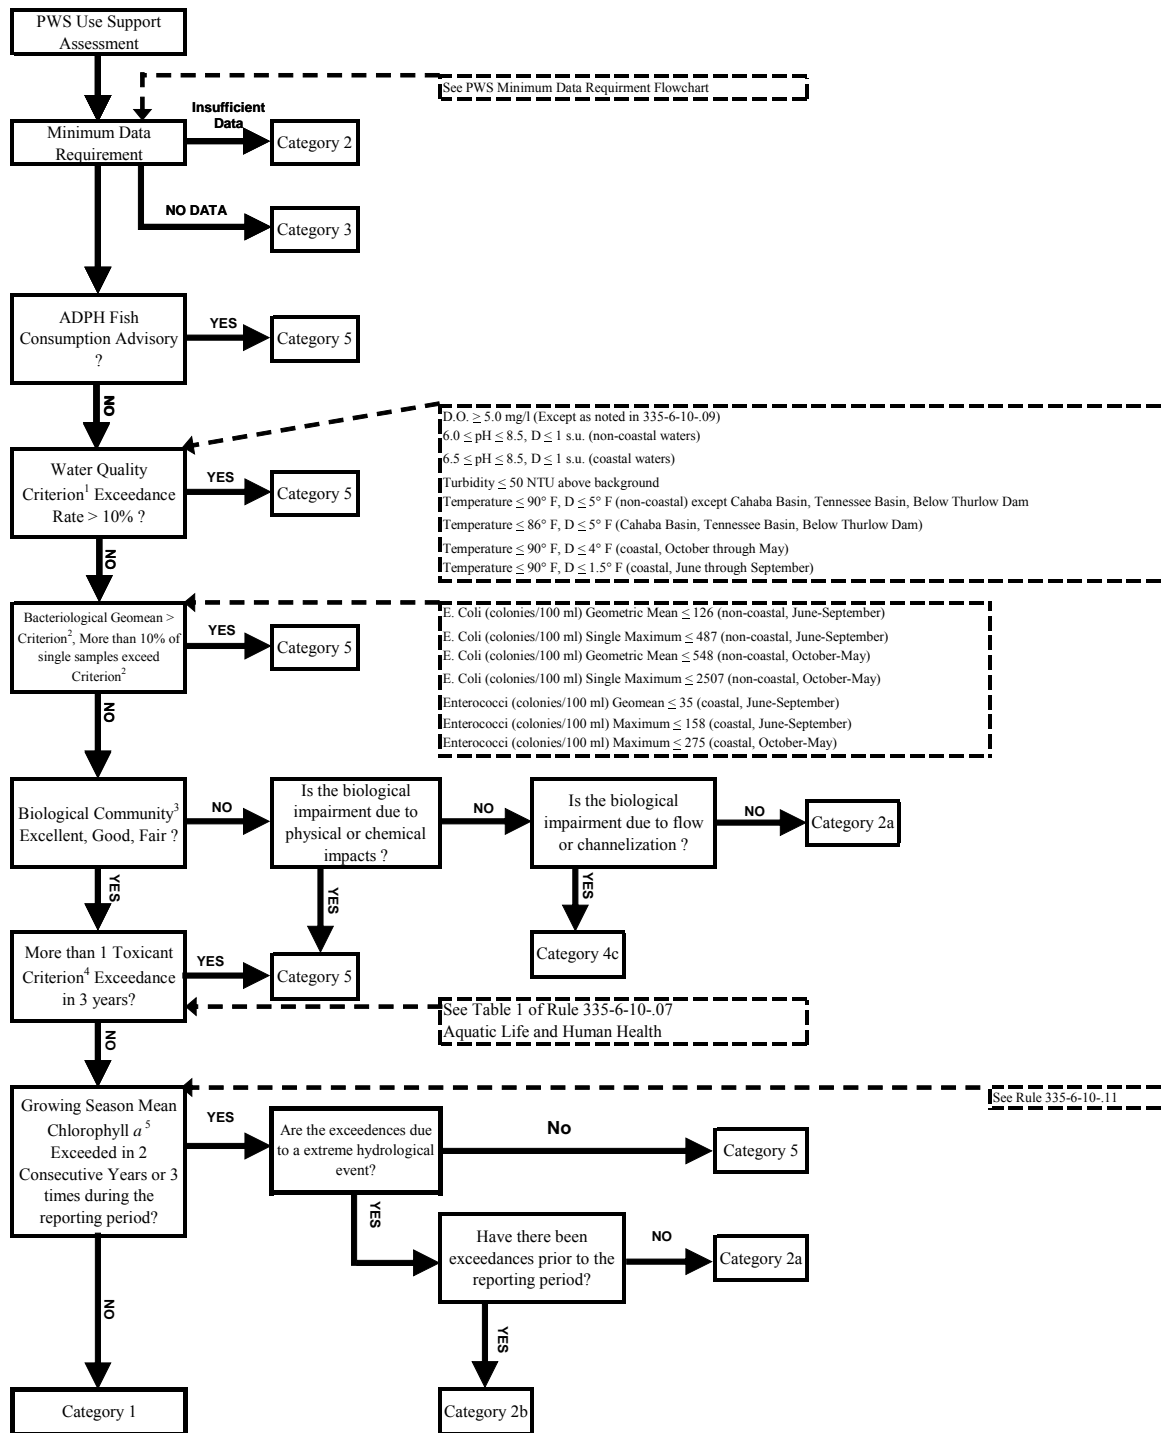 PWS Use Support
Assessment
See PWS Minimum Data Requirment Flowchart
Insufficient
Data
Minimum Data
Requirement
Category 2
NO DATA
Category 3
ADPH Fish
Consumption Advisory
?
YES
Category 5
NO
D.O. ≥ 5.0 mg/l (Except as noted in 335-6-10-.09)
6.0 ≤ pH ≤ 8.5, D ≤ 1 s.u. (non-coastal waters)
6.5 ≤ pH ≤ 8.5, D ≤ 1 s.u. (coastal waters)
Turbidity ≤ 50 NTU above background
Temperature ≤ 90° F, D ≤ 5° F (non-coastal) except Cahaba Basin, Tennessee Basin, Below Thurlow Dam
Temperature ≤ 86° F, D ≤ 5° F (Cahaba Basin, Tennessee Basin, Below Thurlow Dam)
Temperature ≤ 90° F, D ≤ 4° F (coastal, October through May)
Temperature ≤ 90° F, D ≤ 1.5° F (coastal, June through September)
Water Quality
Criterion1 Exceedance
Rate > 10% ?
YES
Category 5
NO
Bacteriological Geomean >
Criterion2, More than 10% of
single samples exceed
Criterion2
YES
Category 5
E. Coli (colonies/100 ml) Geometric Mean ≤ 126 (non-coastal, June-September)
E. Coli (colonies/100 ml) Single Maximum ≤ 487 (non-coastal, June-September)
E. Coli (colonies/100 ml) Geometric Mean ≤ 548 (non-coastal, October-May)
E. Coli (colonies/100 ml) Single Maximum ≤ 2507 (non-coastal, October-May)
Enterococci (colonies/100 ml) Geomean ≤ 35 (coastal, June-September)
Enterococci (colonies/100 ml) Maximum ≤ 158 (coastal, June-September)
Enterococci (colonies/100 ml) Maximum ≤ 275 (coastal, October-May)
NO
Biological Community3
Excellent, Good, Fair ?
NO
Is the biological
impairment due to
physical or chemical
impacts ?
NO
Is the biological
impairment due to flow
or channelization ?
NO
Category 2a
YES
YES
YES
More than 1 Toxicant
Criterion4 Exceedance
in 3 years?
YES
Category 5
Category 4c
See Table 1 of Rule 335-6-10-.07
Aquatic Life and Human Health
NO
See Rule 335-6-10-.11
Growing Season Mean
Chlorophyll a 5
Exceeded in 2
Consecutive Years or 3
times during the
reporting period?
YES
Are the exceedences due
to a extreme hydrological
event?
No
Category 5
YES
Have there been
exceedances prior to the
reporting period?
NO
Category 2a
NO
YES
Category 1
Category 2b